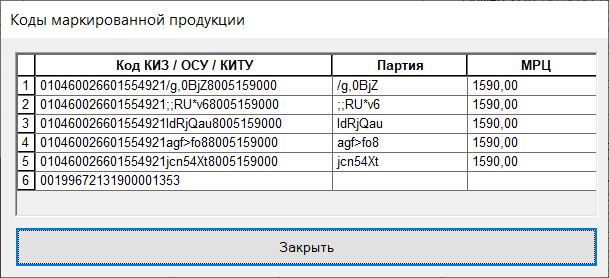 Коды маркированной продукции
Код КИЗ / ОСУ / КИТУ Партия МРЦ
1 010460026601554921/g,0BjZ8005159000 /g,0BjZ 1590,00
2 010460026601554921;;RU*v68005159000 ;;RU*v6 1590,00
3 010460026601554921ldRjQau8005159000 ldRjQau 1590,00
4 010460026601554921agf>fo88005159000 agf>fo8 1590,00
5 010460026601554921jcn54Xt8005159000 jcn54Xt 1590,00
6 00199672131900001353
Закрыть